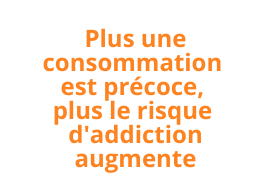 Plus une
consommation
est précoce,
plus le risque
d'addiction
augmente